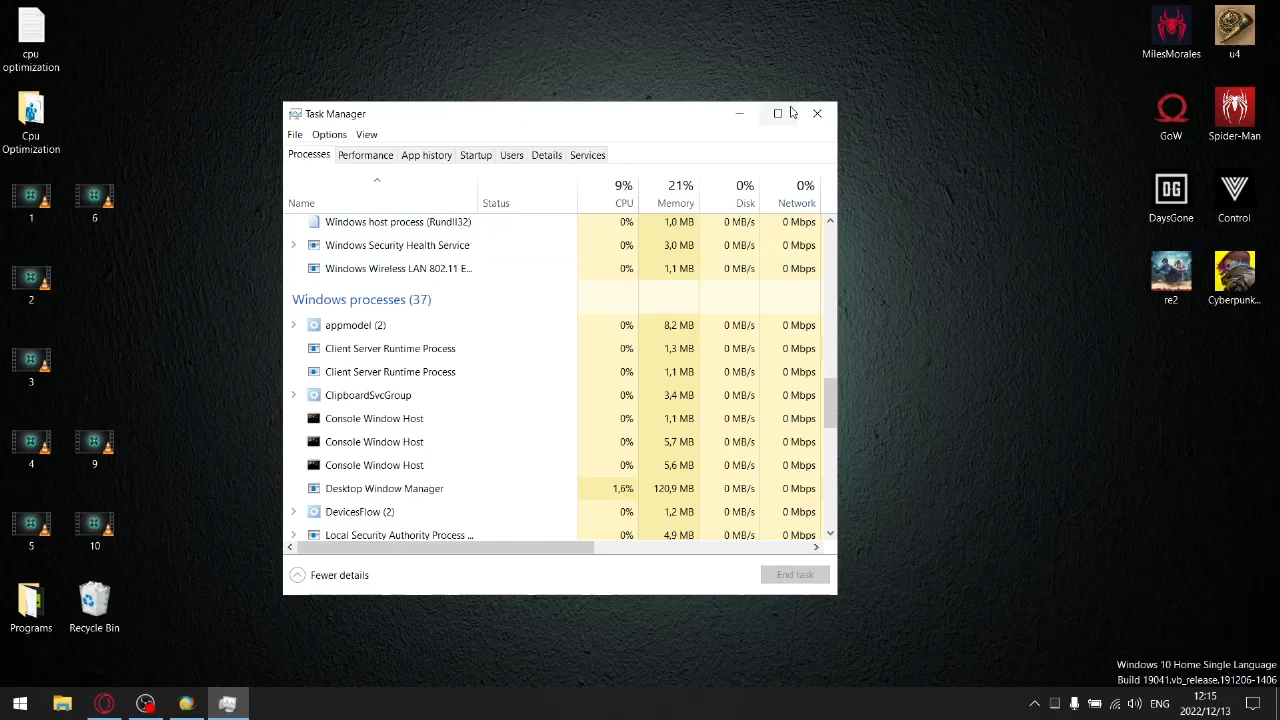 cpu
optimization
Cpu
Optimization
1
6
2
3
4
9
5
10
Programs
Recycle Bin
Task Manager
File Options View
Processes Performance App history Startup Users Details Services
9% 21% 0% 0%
Name Status CPU Memory Disk Network
Windows host process (Rundll32) 0% 1,0 MB 0 MB/s 0 Mbps
Windows Security Health Service 0% 3,0 MB 0 MB/s 0 Mbps
Windows Wireless LAN 802.11 E... 0% 1,1 MB 0 MB/s 0 Mbps
Windows processes (37)
appmodel (2) 0% 8,2 MB 0 MB/s 0 Mbps
Client Server Runtime Process 0% 1,3 MB 0 MB/s 0 Mbps
Client Server Runtime Process 0% 1,1 MB 0 MB/s 0 Mbps
ClipboardSvcGroup 0% 3,4 MB 0 MB/s 0 Mbps
Console Window Host 0% 1,1 MB 0 MB/s 0 Mbps
Console Window Host 0% 5,7 MB 0 MB/s 0 Mbps
Console Window Host 0% 5,6 MB 0 MB/s 0 Mbps
Desktop Window Manager 1,6% 120,9 MB 0 MB/s 0 Mbps
DevicesFlow (2) 0% 1,2 MB 0 MB/s 0 Mbps
Local Security Authority Process ... 0% 4,9 MB 0 MB/s 0 Mbps
Fewer details
End task
MilesMorales
u4
GoW
Spider-Man
DG
DaysGone
Control
re2
Cyberpunk...
Windows 10 Home Single Language
Build 19041.vb_release.191206-1406
ENG
12:15
2022/12/13